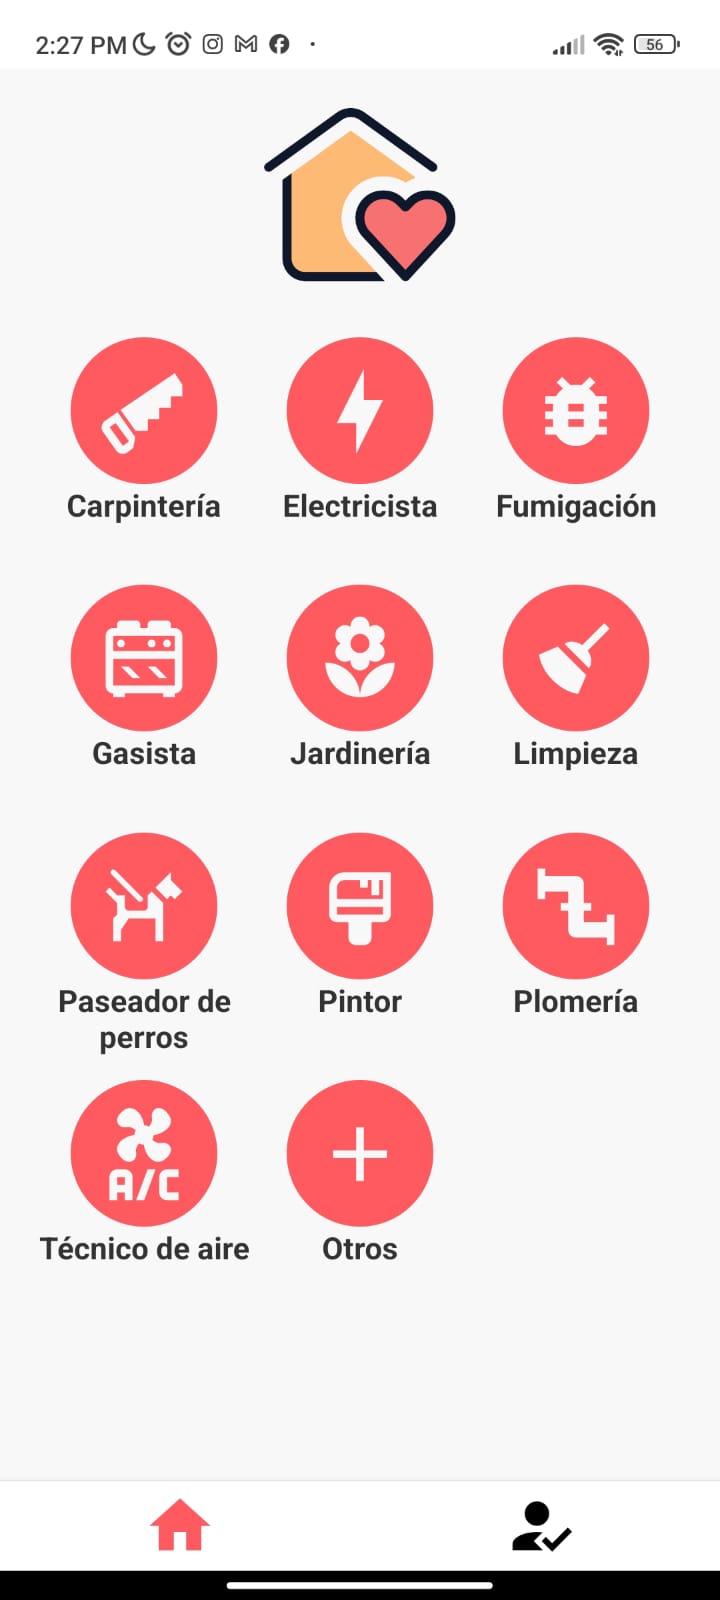 2:27 PM 56
Carpintería Electricista Fumigación
Gasista Jardinería Limpieza
Paseador de Pintor Plomería
perros
A/C
Técnico de aire Otros